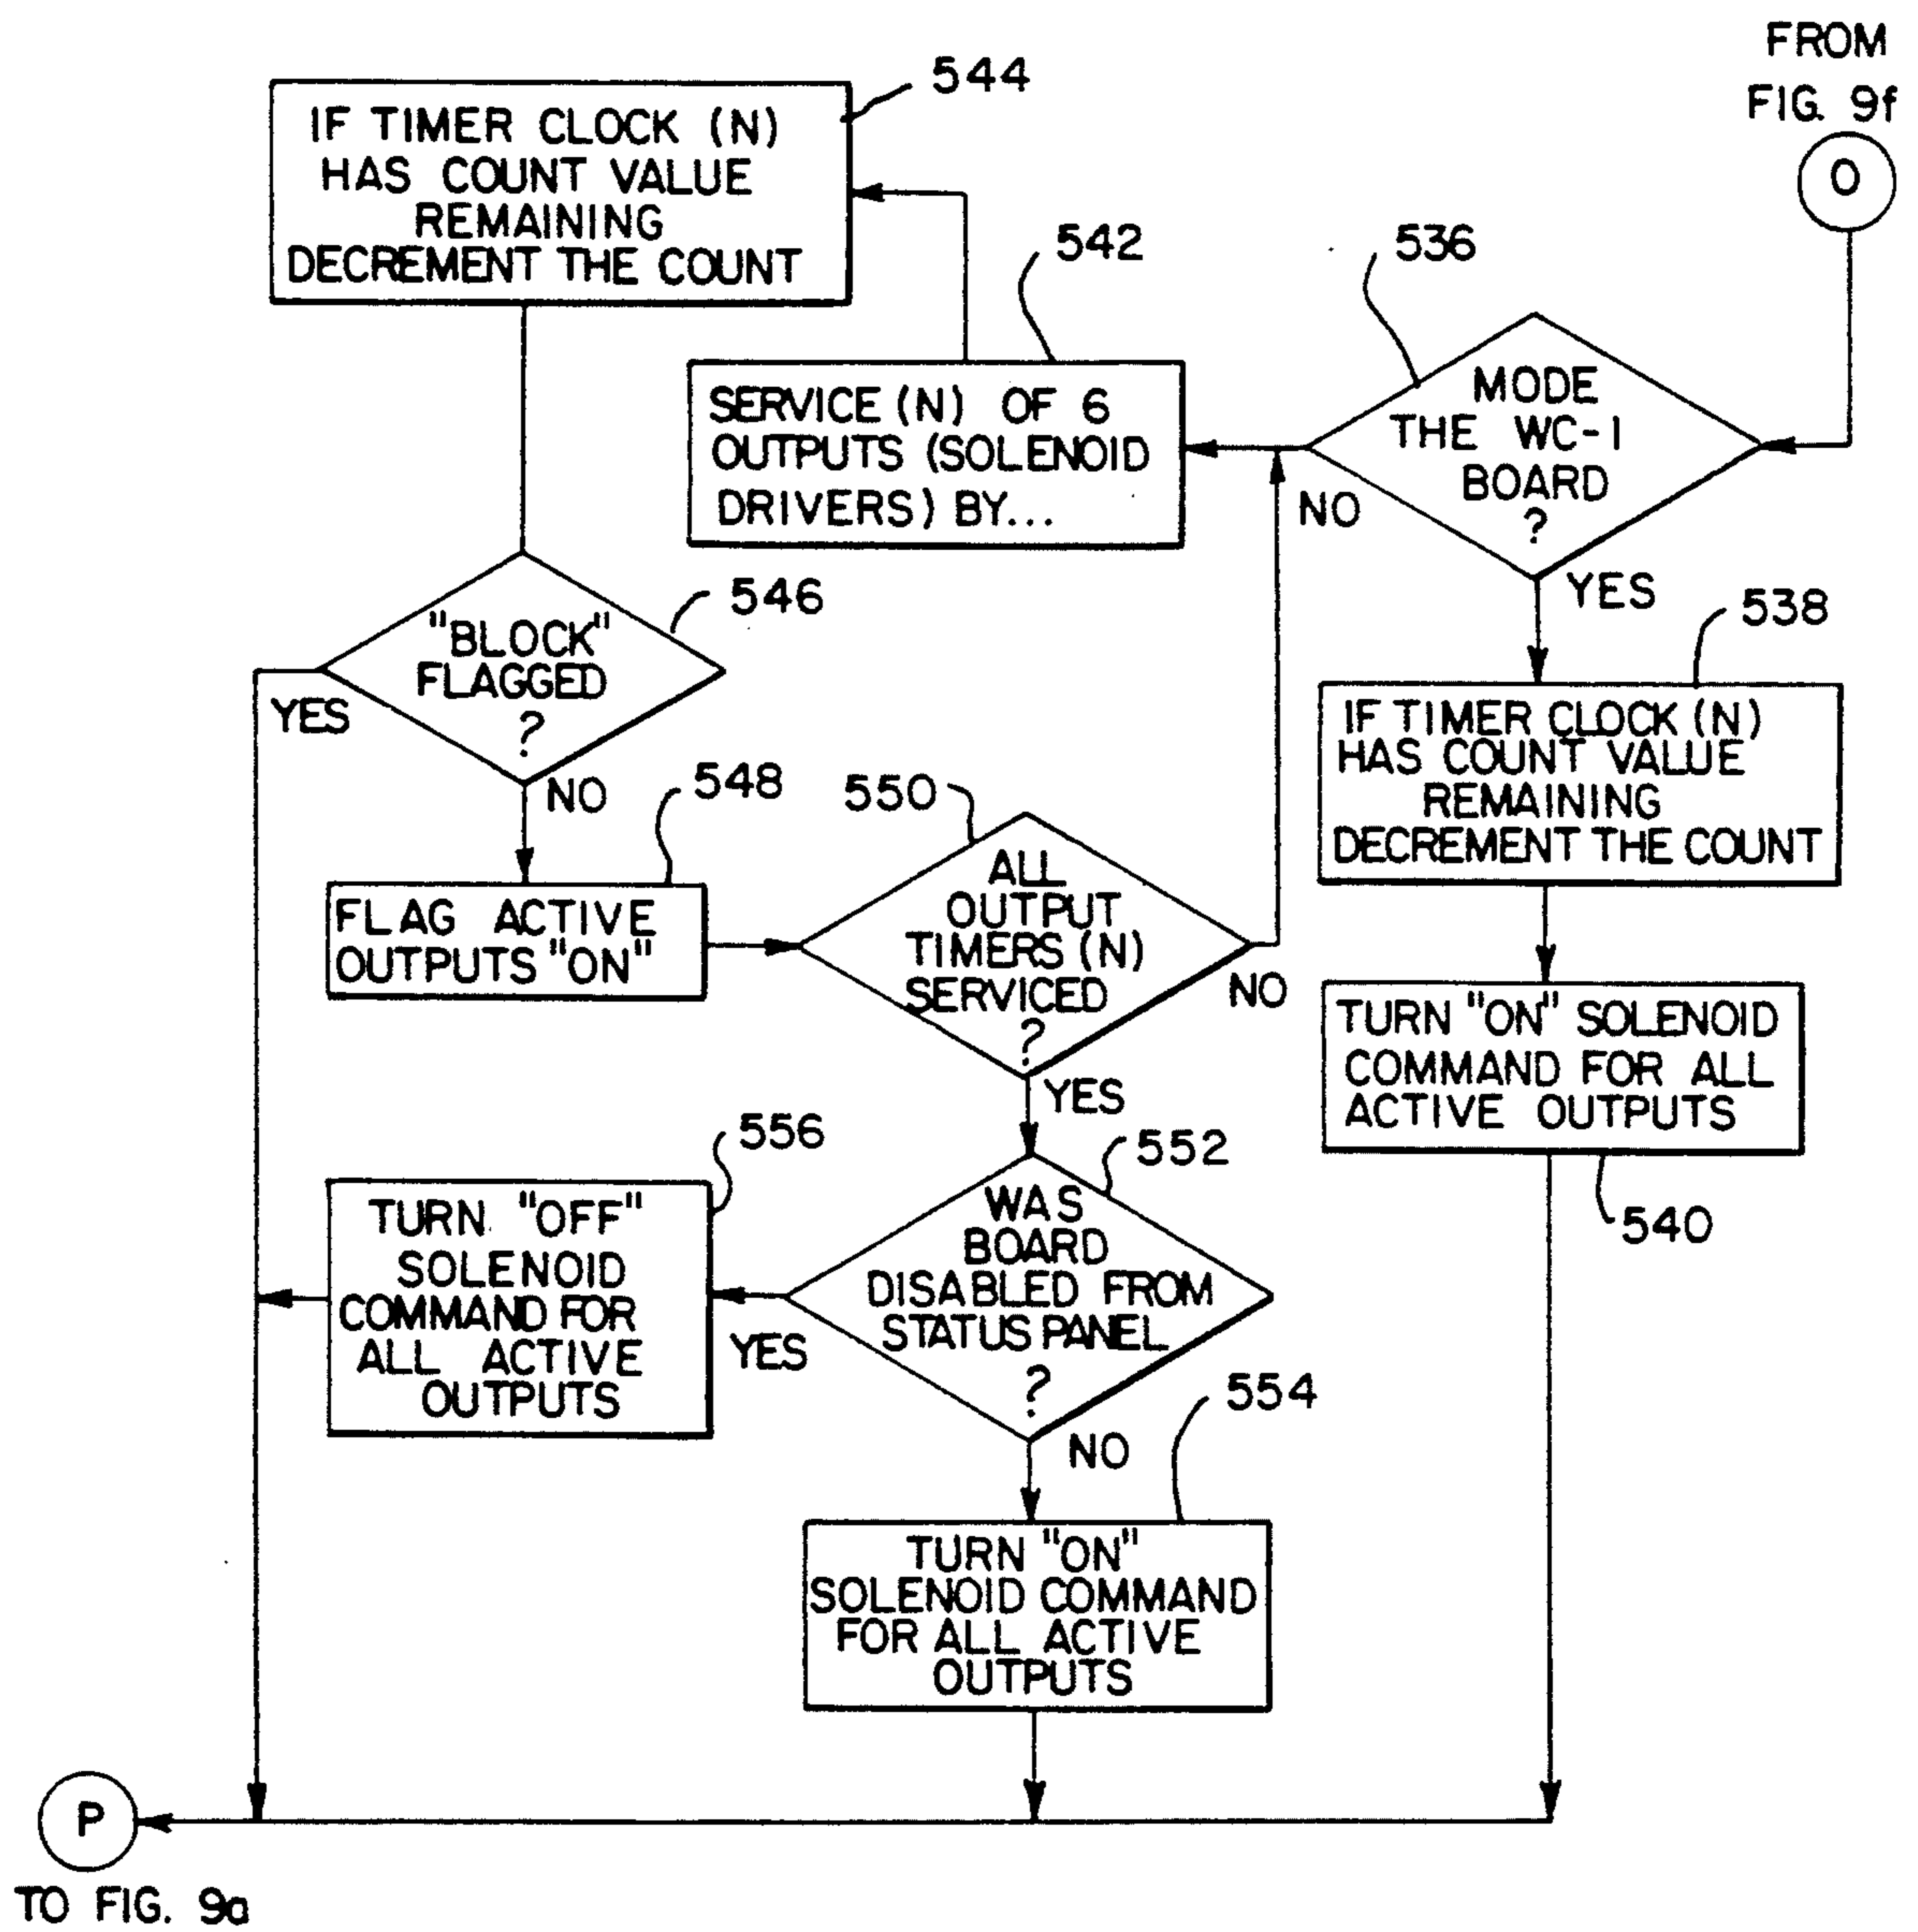 FROM
FIG. 9f
O
544
IF TIMER CLOCK (N)
HAS COUNT VALUE
REMAINING
DECREMENT THE COUNT
542
SERVICE (N) OF 6
OUTPUTS (SOLENOID
DRIVERS) BY...
536
MODE
THE WC-1
BOARD
?
NO
YES
538
IF TIMER CLOCK (N)
HAS COUNT VALUE
REMAINING
DECREMENT THE COUNT
TURN "ON" SOLENOID
COMMAND FOR ALL
ACTIVE OUTPUTS
540
546
"BLOCK"
FLAGGED
?
YES
NO
548
FLAG ACTIVE
OUTPUTS "ON"
550
ALL
OUTPUT
TIMERS (N)
SERVICED
?
NO
YES
552
WAS
BOARD
DISABLED FROM
STATUS PANEL
?
YES
NO
556
TURN "OFF"
SOLENOID
COMMAND FOR
ALL ACTIVE
OUTPUTS
554
TURN "ON"
SOLENOID COMMAND
FOR ALL ACTIVE
OUTPUTS
P
TO FIG. 9a